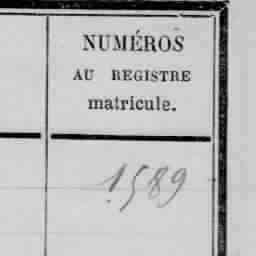 NUMÉROS
AU REGISTRE
matricule.
1589